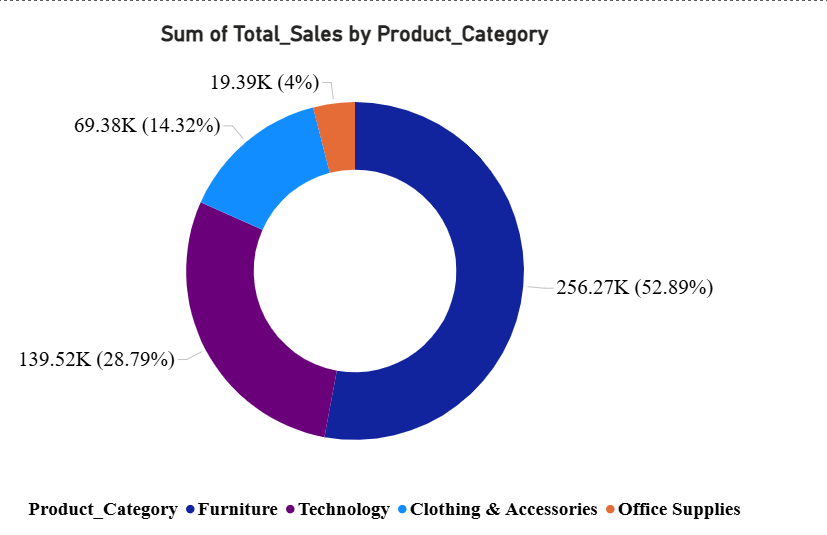 Sum of Total_Sales by Product_Category
19.39K (4%)
69.38K (14.32%)
256.27K (52.89%)
139.52K (28.79%)
Product_Category Furniture Technology Clothing & Accessories Office Supplies